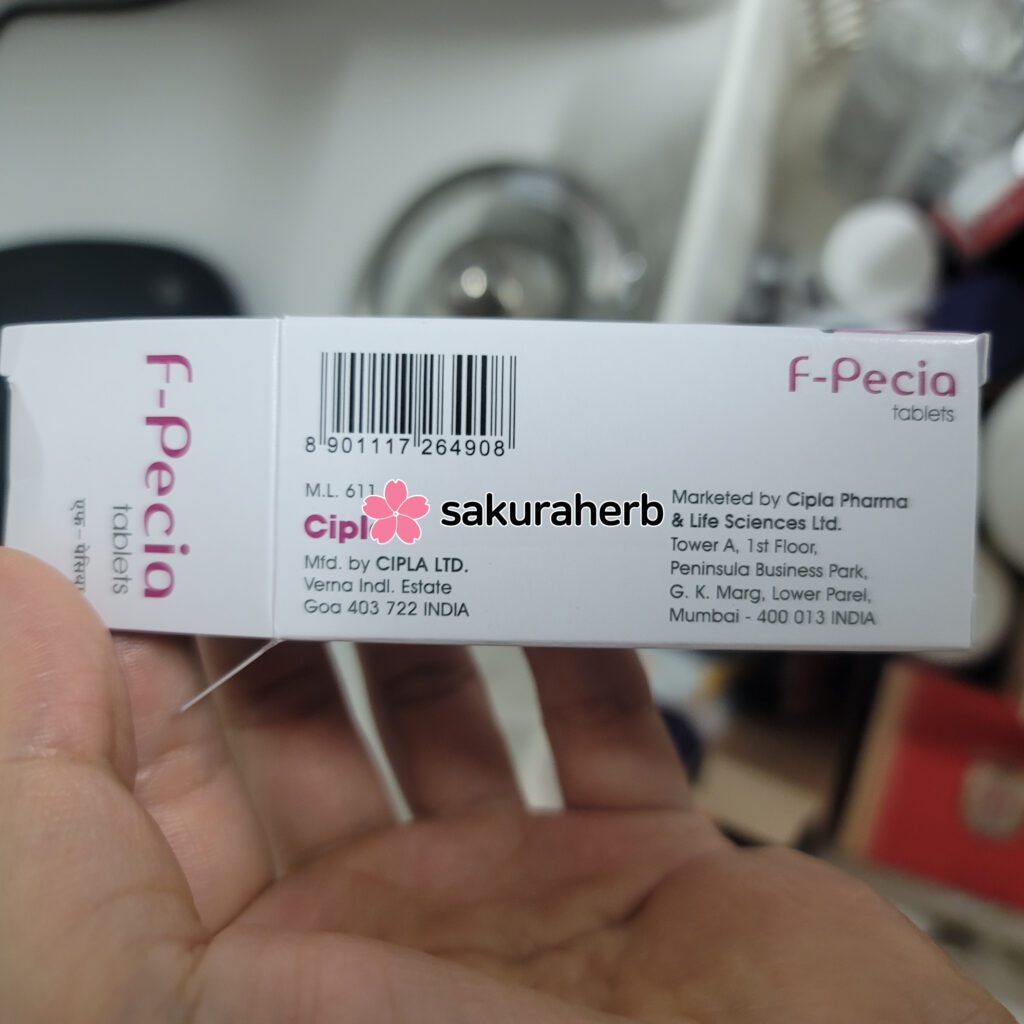 F-Pecia
tablets
एफ - पेसिया
8 901117 264908
M.L. 611
Cipl
Mfd. by CIPLA LTD.
Verna Indl. Estate
Goa 403 722 INDIA
sakuraherb
F-Pecia
tablets
Marketed by Cipla Pharma
& Life Sciences Ltd.
Tower A, 1st Floor,
Peninsula Business Park,
G. K. Marg, Lower Parel,
Mumbai - 400 013 INDIA